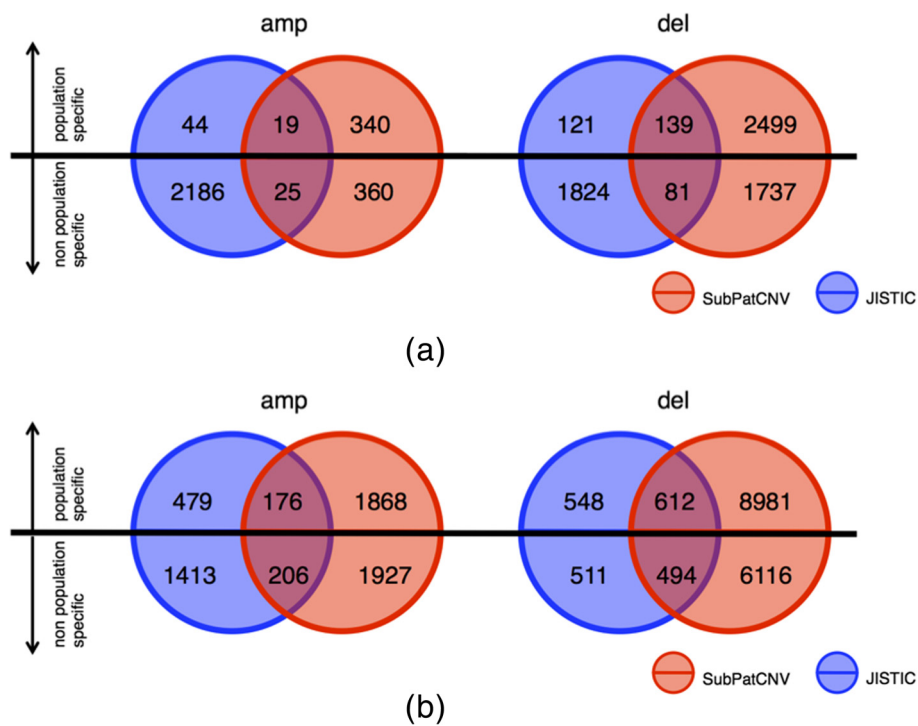 amp del
population
specific
non population
specific
44 19 340 121 139 2499
2186 25 360 1824 81 1737
SubPatCNV JISTIC
(a)
amp del
population
specific
non population
specific
479 176 1868 548 612 8981
1413 206 1927 511 494 6116
SubPatCNV JISTIC
(b)